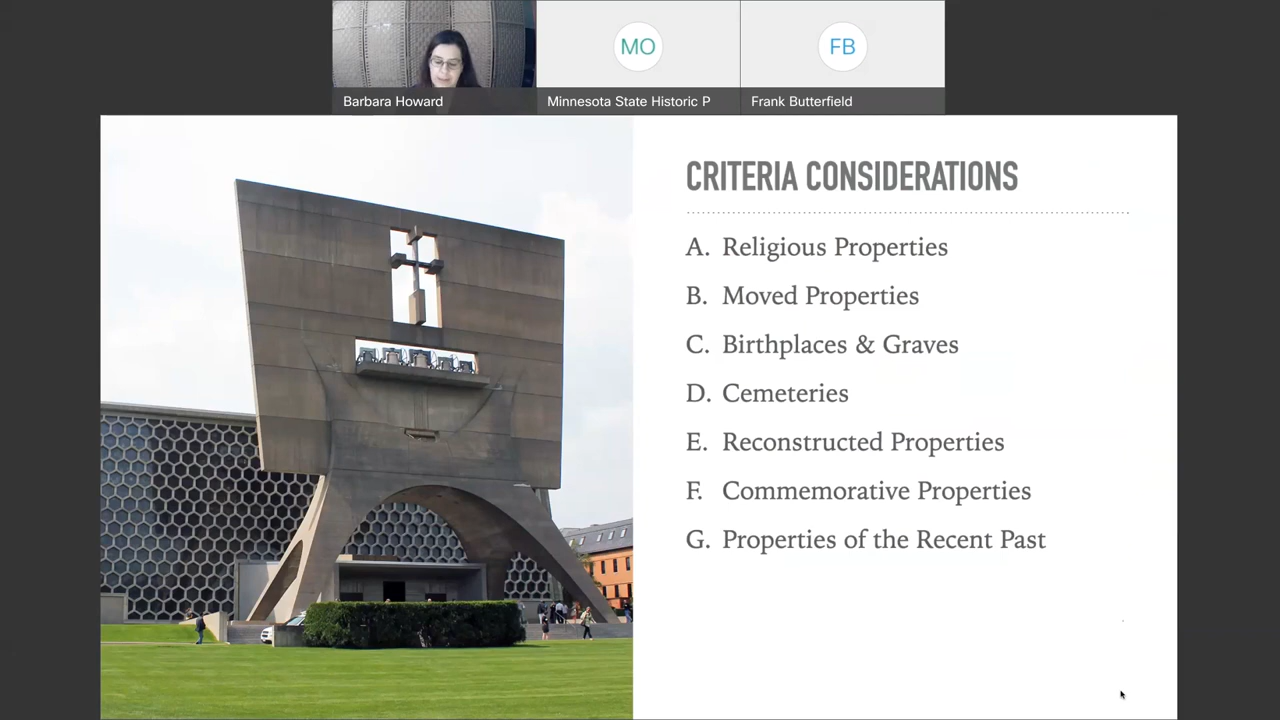 MO
FB
Barbara Howard
Minnesota State Historic P
Frank Butterfield
CRITERIA CONSIDERATIONS
A. Religious Properties
B. Moved Properties
C. Birthplaces & Graves
D. Cemeteries
E. Reconstructed Properties
F. Commemorative Properties
G. Properties of the Recent Past